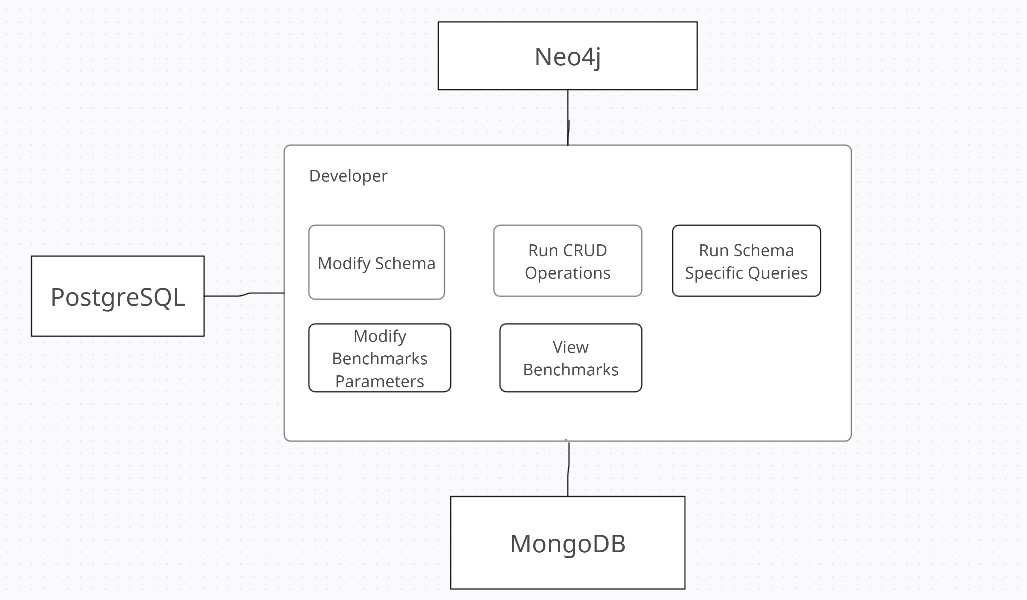 Neo4j
Developer
Modify Schema
Run CRUD
Operations
Run Schema
Specific Queries
PostgreSQL
Modify
Benchmarks
Parameters
View
Benchmarks
MongoDB